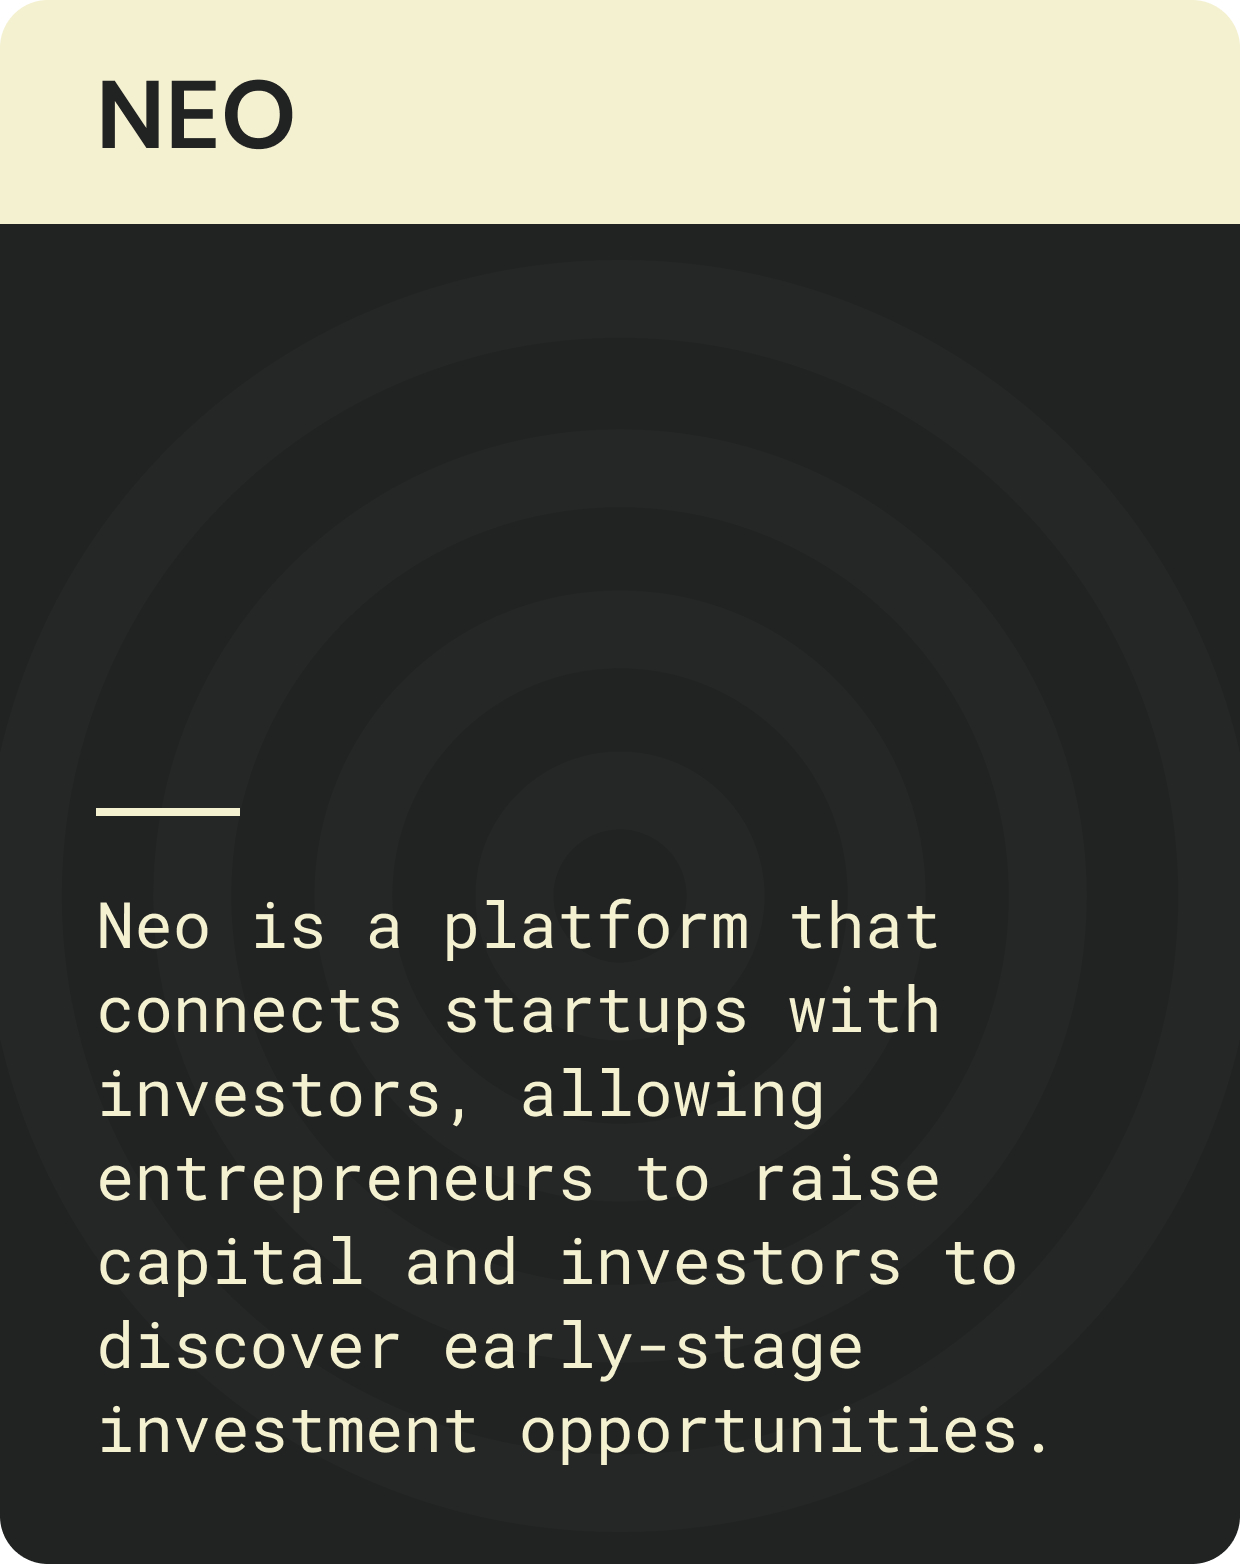 NEO
Neo is a platform that
connects startups with
investors, allowing
entrepreneurs to raise
capital and investors to
discover early-stage
investment opportunities.